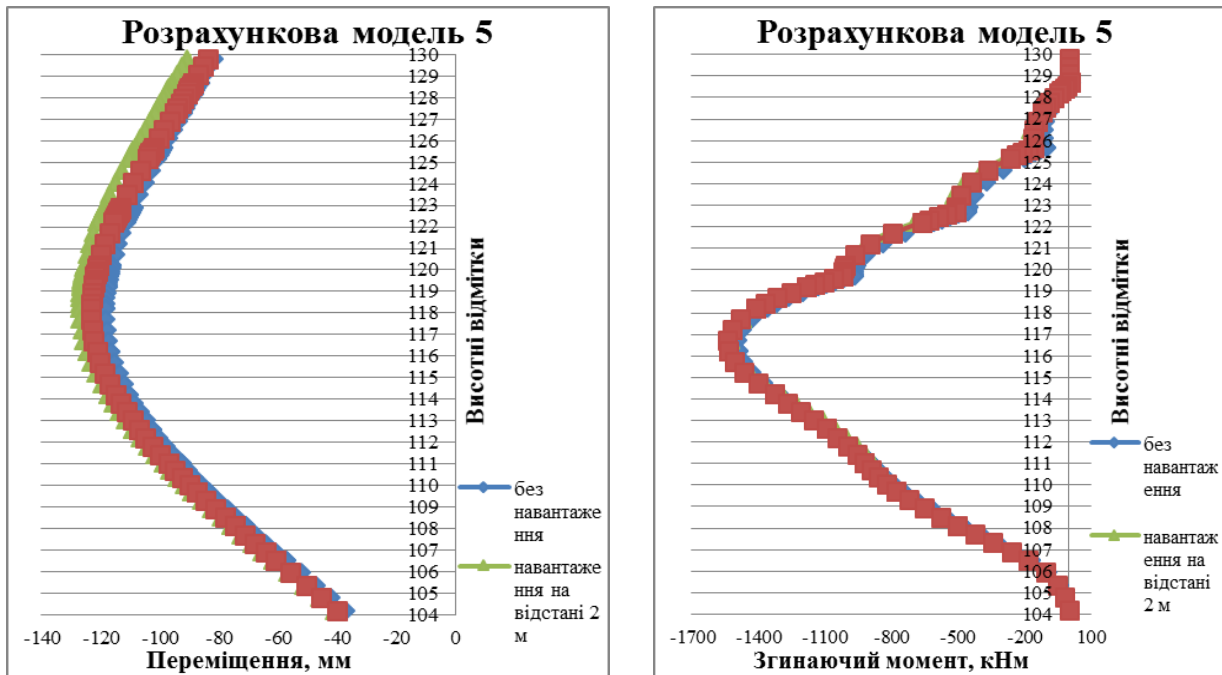 Розрахункова модель 5
130
129
128
127
126
125
124
123
122
121
120
119
118
117
116
115
114
113
112
111
110
109
108
107
106
105
104
Висотні відмітки
без
навантаже
ння
навантаже
ння на
відстані 2
м
-140 -120 -100 -80 -60 -40 -20 0
Переміщення, мм
Розрахункова модель 5
130
129
128
127
126
125
124
123
122
121
120
119
118
117
116
115
114
113
112
111
110
109
108
107
106
105
104
Висотні відмітки
без
навантаж
ення
навантаж
ення на
відстані
2 м
-1700 -1400 -1100 -800 -500 -200 100
Згинаючий момент, кНм